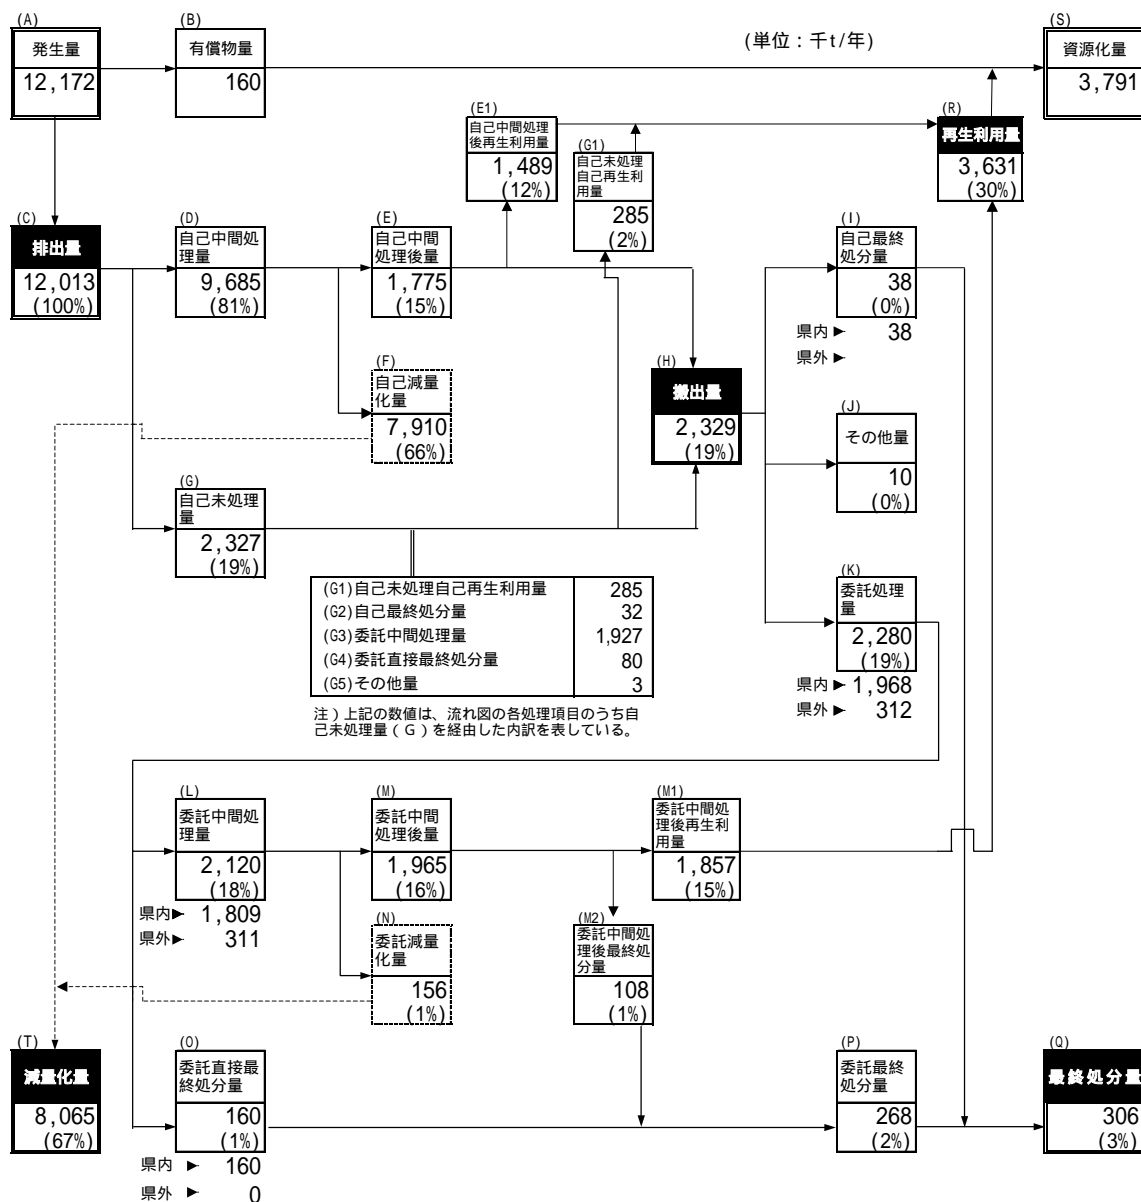 (A)
発生量
12,172
(B)
有償物量
160
(単位：千t/年)
(S)
資源化量
3,791
(E1)
自己中間処理
後再生利用量
1,489
(12%)
(G1)
自己未処理
自己再生利
用量
285
(2%)
(R)
再生利用量
3,631
(30%)
(C)
排出量
12,013
(100%)
(D)
自己中間処
理量
9,685
(81%)
(E)
自己中間
処理後量
1,775
(15%)
(I)
自己最終
処分量
38
(0%)
県内 ► 38
県外 ►
(F)
自己減量
化量
7,910
(66%)
(H)
搬出量
2,329
(19%)
(J)
その他量
10
(0%)
(G)
自己未処理
量
2,327
(19%)
(G1)自己未処理自己再生利用量 285
(G2)自己最終処分量 32
(G3)委託中間処理量 1,927
(G4)委託直接最終処分量 80
(G5)その他量 3
注）上記の数値は、流れ図の各処理項目のうち自
己未処理量（Ｇ）を経由した内訳を表している。
(K)
委託処理
量
2,280
(19%)
県内 ► 1,968
県外 ► 312
(L)
委託中間処
理量
2,120
(18%)
県内► 1,809
県外► 311
(M)
委託中間
処理後量
1,965
(16%)
(M1)
委託中間処
理後再生利
用量
1,857
(15%)
(N)
委託減量
化量
156
(1%)
(M2)
委託中間処
理後最終処
分量
108
(1%)
(T)
減量化量
8,065
(67%)
(O)
委託直接最
終処分量
160
(1%)
県内 ► 160
県外 ► 0
(P)
委託最終
処分量
268
(2%)
(Q)
最終処分量
306
(3%)